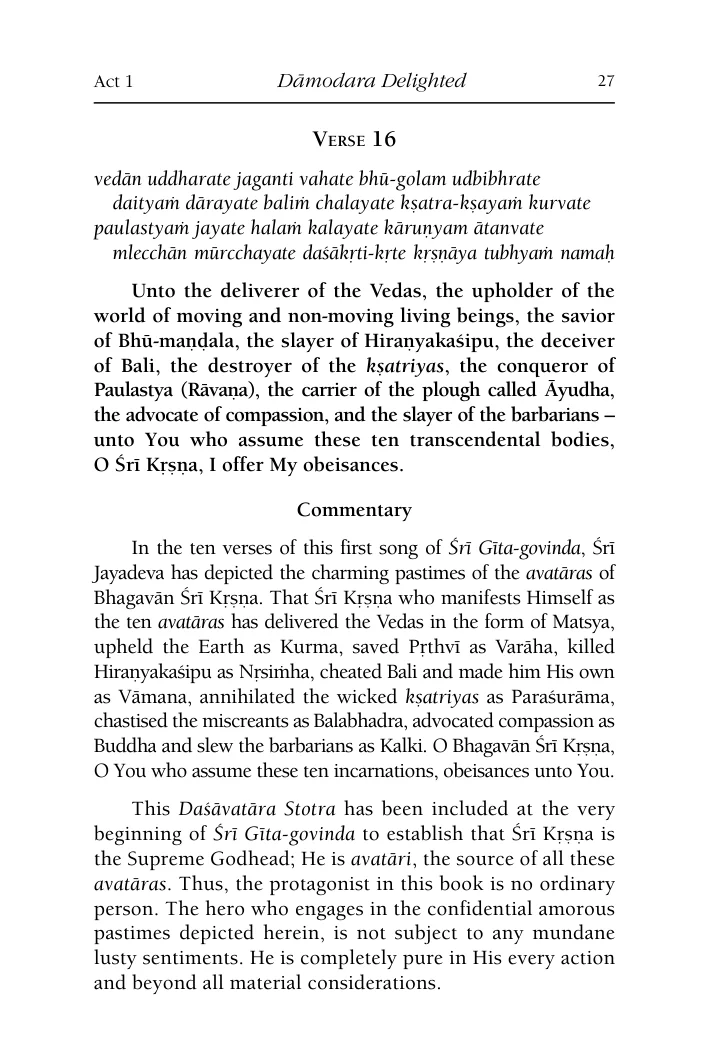 Act 1 Dāmodara Delighted 27
VERSE 16
vedān uddharate jaganti vahate bhū-golam udbibhrate
daityaṁ dārayate baliṁ chalayate kṣatra-kṣayaṁ kurvate
paulastyaṁ jayate halaṁ kalayate kāruṇyam ātanvate
mlecchān mūrcchayate daśākṛti-kṛte kṛṣṇāya tubhyaṁ namaḥ
Unto the deliverer of the Vedas, the upholder of the
world of moving and non-moving living beings, the savior
of Bhū-maṇḍala, the slayer of Hiraṇyakaśipu, the deceiver
of Bali, the destroyer of the kṣatriyas, the conqueror of
Paulastya (Rāvaṇa), the carrier of the plough called Āyudha,
the advocate of compassion, and the slayer of the barbarians –
unto You who assume these ten transcendental bodies,
O Śrī Kṛṣṇa, I offer My obeisances.
Commentary
In the ten verses of this first song of Śrī Gīta-govinda, Śrī
Jayadeva has depicted the charming pastimes of the avatāras of
Bhagavān Śrī Kṛṣṇa. That Śrī Kṛṣṇa who manifests Himself as
the ten avatāras has delivered the Vedas in the form of Matsya,
upheld the Earth as Kurma, saved Pṛthvī as Varāha, killed
Hiraṇyakaśipu as Nṛsiṁha, cheated Bali and made him His own
as Vāmana, annihilated the wicked kṣatriyas as Paraśurāma,
chastised the miscreants as Balabhadra, advocated compassion as
Buddha and slew the barbarians as Kalki. O Bhagavān Śrī Kṛṣṇa,
O You who assume these ten incarnations, obeisances unto You.
This Daśāvatāra Stotra has been included at the very
beginning of Śrī Gīta-govinda to establish that Śrī Kṛṣṇa is
the Supreme Godhead; He is avatāri, the source of all these
avatāras. Thus, the protagonist in this book is no ordinary
person. The hero who engages in the confidential amorous
pastimes depicted herein, is not subject to any mundane
lusty sentiments. He is completely pure in His every action
and beyond all material considerations.